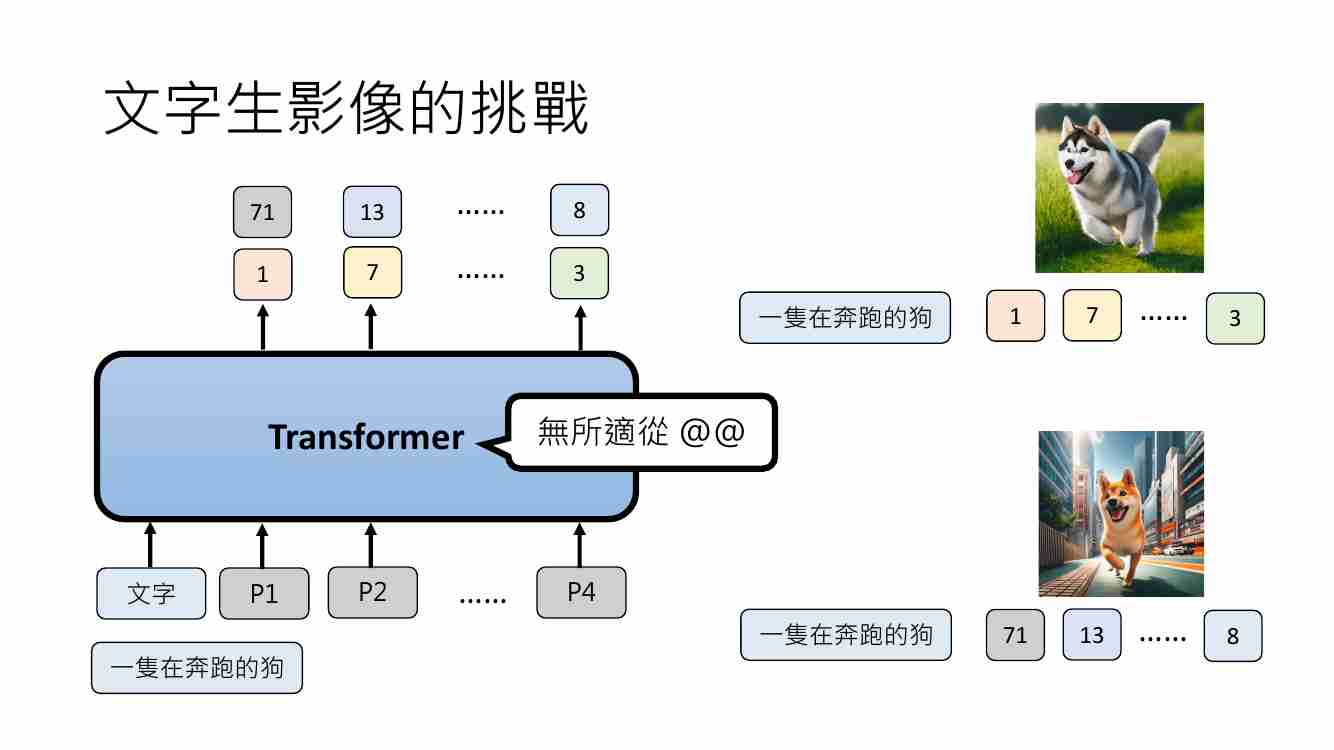 文字生影像的挑戰
71 13 …… 8
1 7 …… 3
Transformer
無所適從 @@
文字 P1 P2 …… P4
一隻在奔跑的狗
一隻在奔跑的狗 1 7 …… 3
一隻在奔跑的狗 71 13 …… 8